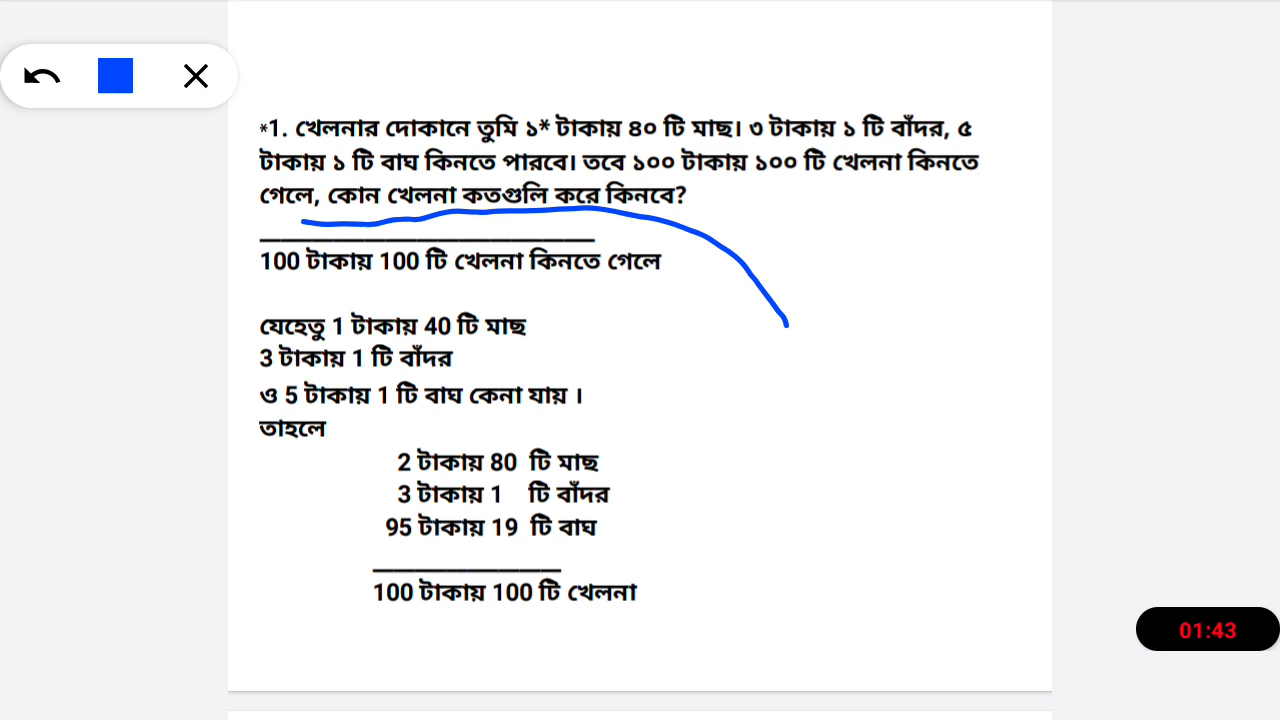 *1. খেলনার দোকানে তুমি ১* টাকায় ৪০ টি মাছ। ৩ টাকায় ১ টি বাঁদর, ৫
টাকায় ১ টি বাঘ কিনতে পারবে। তবে ১০০ টাকায় ১০০ টি খেলনা কিনতে
গেলে, কোন খেলনা কতগুলি করে কিনবে?
100 টাকায় 100 টি খেলনা কিনতে গেলে
যেহেতু 1 টাকায় 40 টি মাছ
3 টাকায় 1 টি বাঁদর
ও 5 টাকায় 1 টি বাঘ কেনা যায় ।
তাহলে
2 টাকায় 80 টি মাছ
3 টাকায় 1 টি বাঁদর
95 টাকায় 19 টি বাঘ
100 টাকায় 100 টি খেলনা
01:43